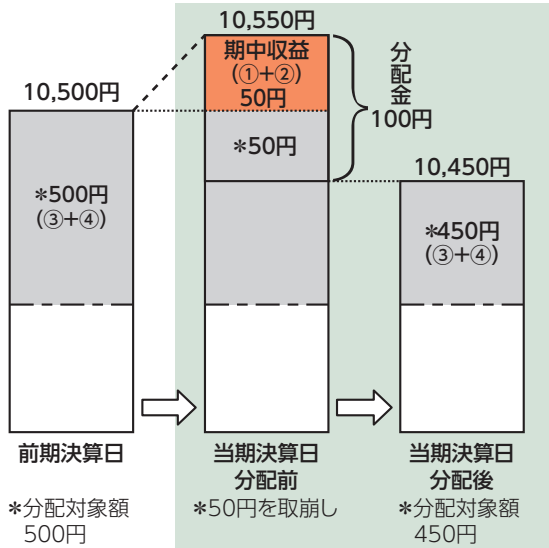 10,550円
期中収益
(①+②)
50円
分配金
100円
10,500円
*50円
10,450円
*500円
(③+④)
*450円
(③+④)
前期決算日
当期決算日
分配前
当期決算日
分配後
*分配対象額
500円
*50円を取崩し
*分配対象額
450円